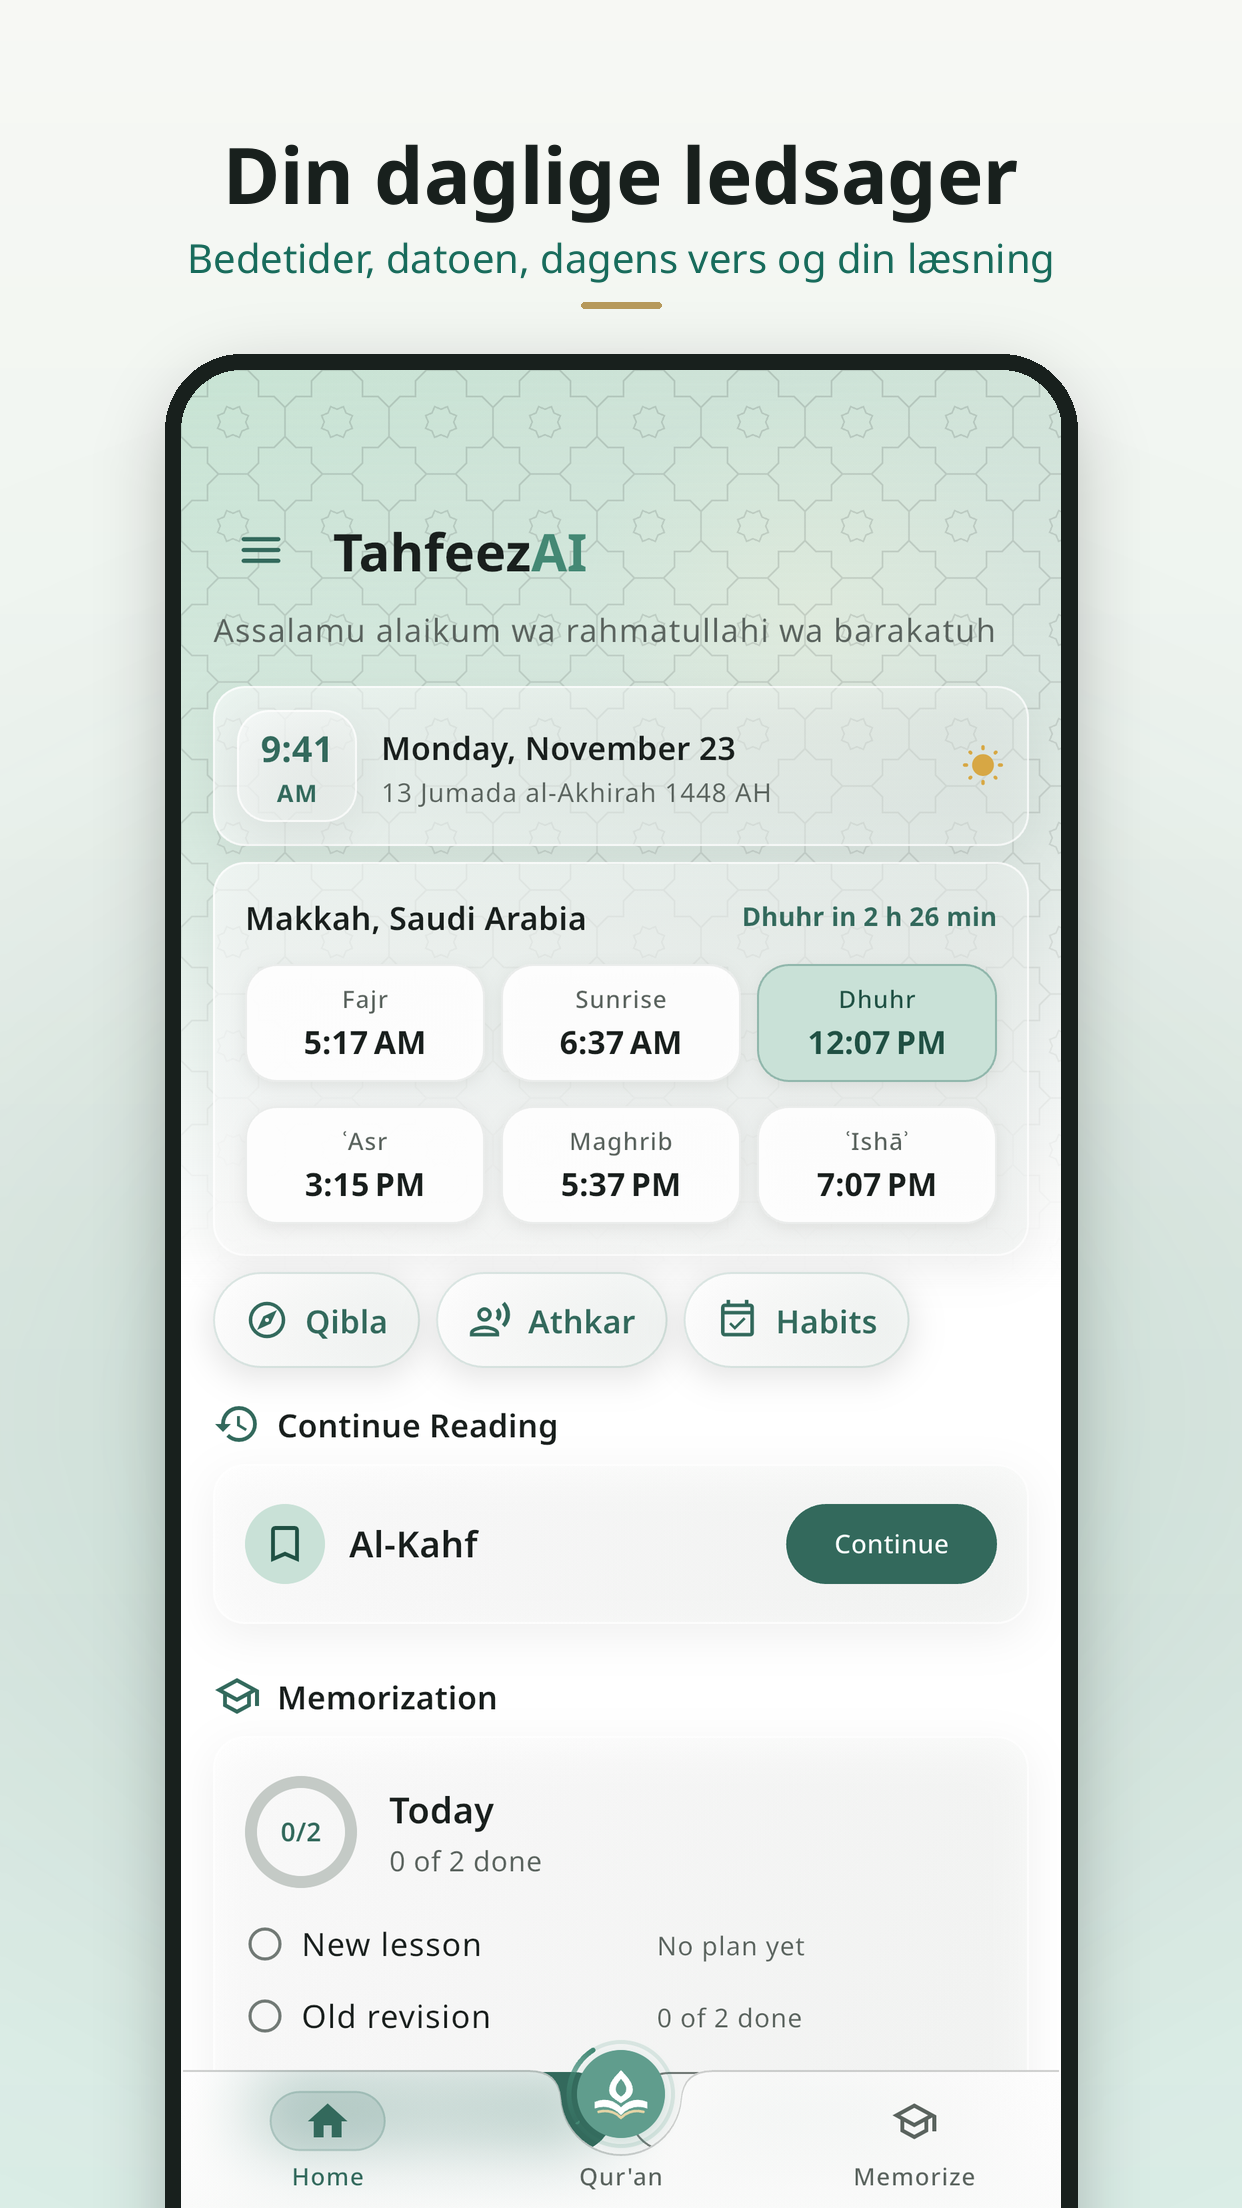 Din daglige ledsager
Bedetider, datoen, dagens vers og din læsning
TahfeezAI
Assalamu alaikum wa rahmatullahi wa barakatuh
9:41
AM
Monday, November 23
13 Jumada al-Akhirah 1448 AH
Makkah, Saudi Arabia
Dhuhr in 2 h 26 min
Fajr
5:17 AM
Sunrise
6:37 AM
Dhuhr
12:07 PM
ʿAsr
3:15 PM
Maghrib
5:37 PM
ʿIshāʾ
7:07 PM
Qibla
Athkar
Habits
Continue Reading
Al-Kahf
Continue
Memorization
0/2
Today
0 of 2 done
New lesson
No plan yet
Old revision
0 of 2 done
Home
Qur'an
Memorize